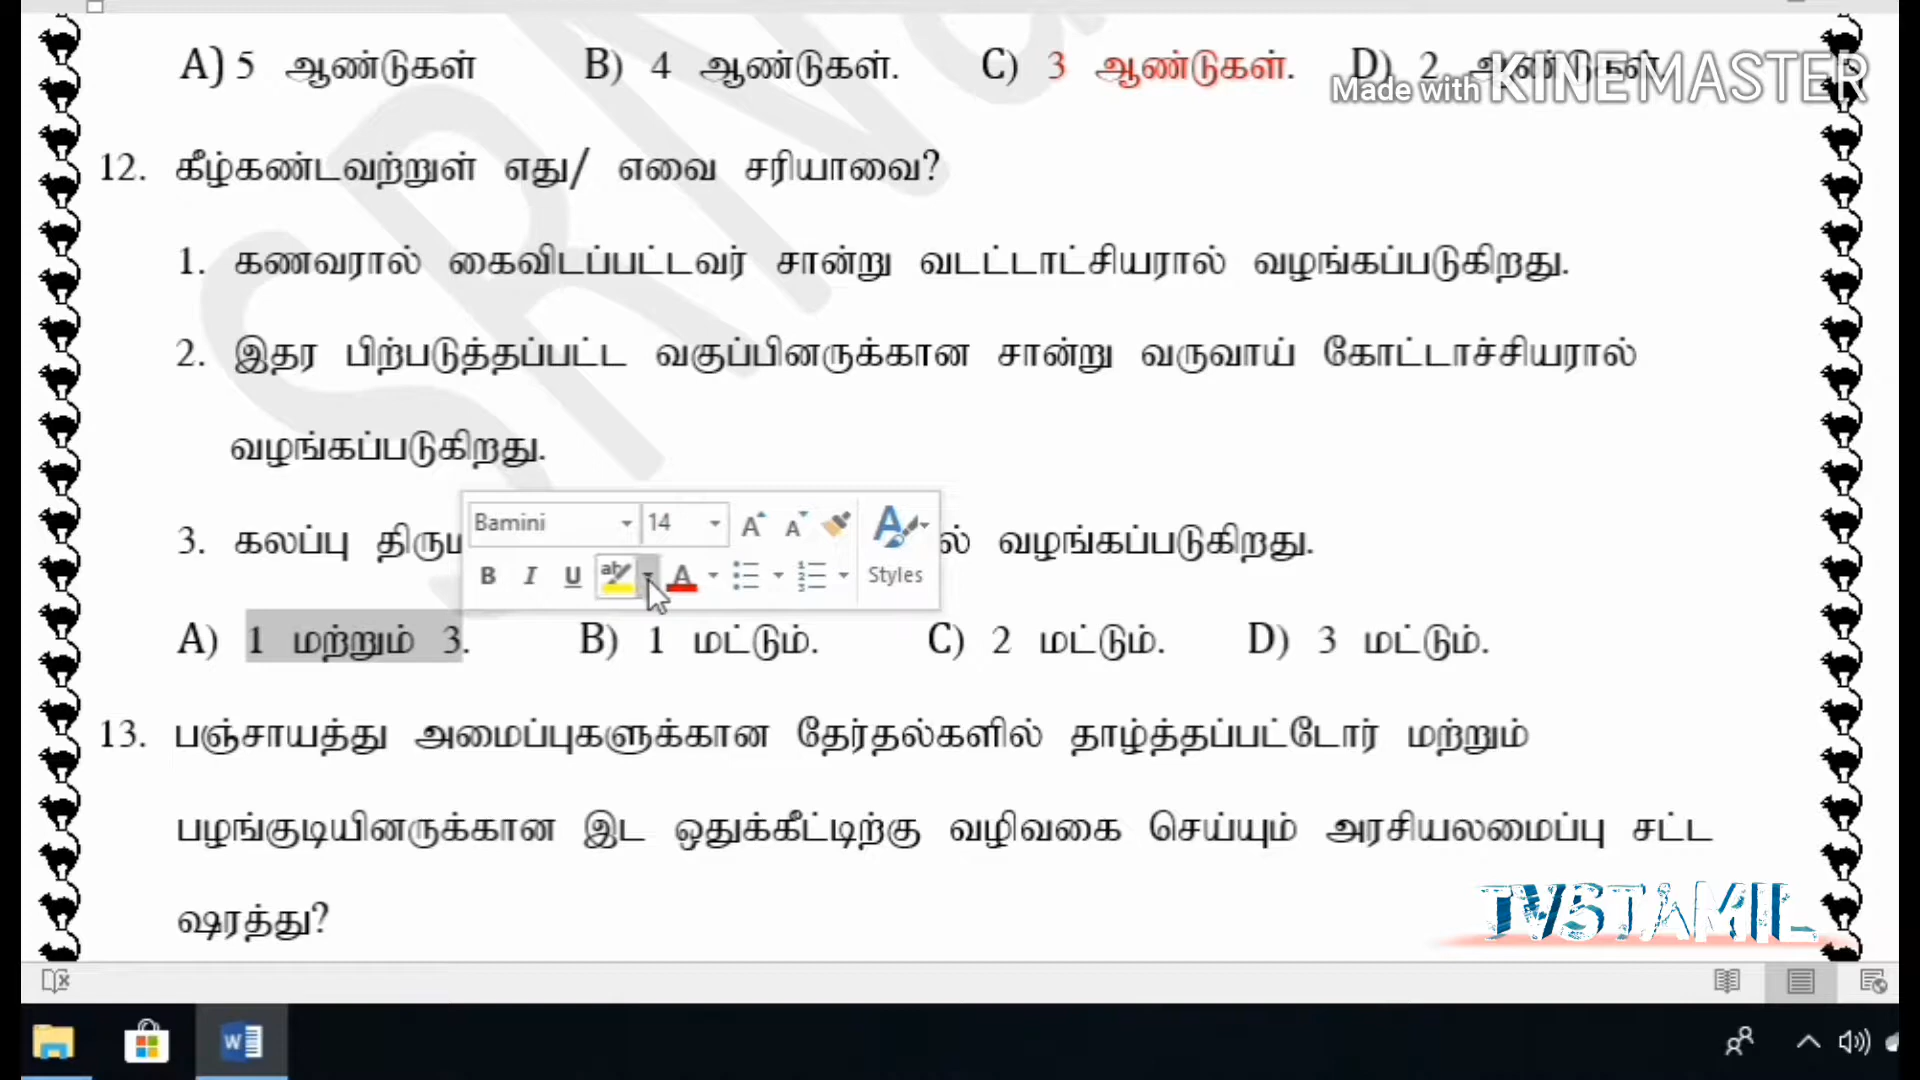 A) 5 ஆண்டுகள் B) 4 ஆண்டுகள். C) 3 ஆண்டுகள். D) 2 ஆண்டுகள்.
Made with KINEMASTER
12. கீழ்கண்டவற்றுள் எது/ எவை சரியாவை?
1. கணவரால் கைவிடப்பட்டவர் சான்று வடட்டாட்சியரால் வழங்கப்படுகிறது.
2. இதர பிற்படுத்தப்பட்ட வகுப்பினருக்கான சான்று வருவாய் கோட்டாச்சியரால்
வழங்கப்படுகிறது.
Bamini 14
3. கலப்பு வழங்கப்படுகிறது.
B I U Styles
A) 1 மற்றும் 3. B) 1 மட்டும். C) 2 மட்டும். D) 3 மட்டும்.
13. பஞ்சாயத்து அமைப்புகளுக்கான தேர்தல்களில் தாழ்த்தப்பட்டோர் மற்றும்
பழங்குடியினருக்கான இட ஒதுக்கீட்டிற்கு வழிவகை செய்யும் அரசியலமைப்பு சட்ட
ஷரத்து?
TVSTAMIL